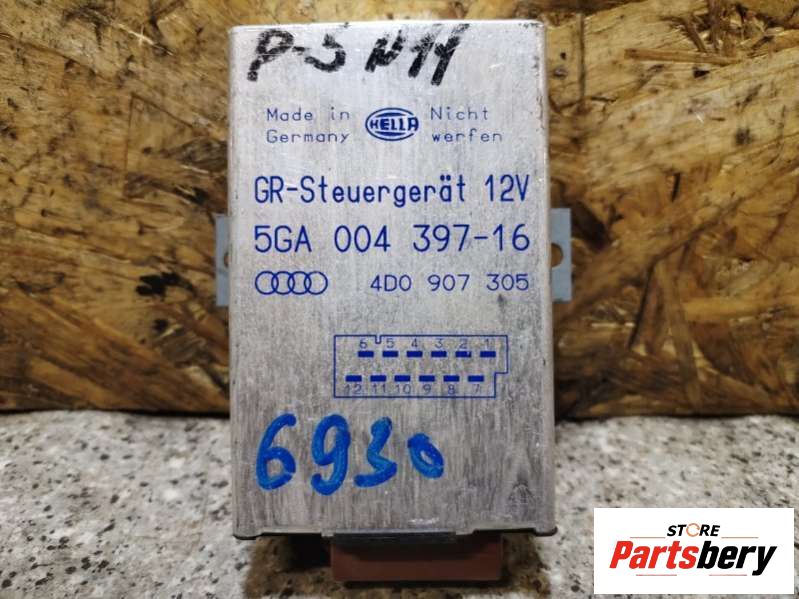 P-5 N14
Made in Nicht
Germany HELLA werfen
GR-Steuergerät 12V
5GA 004 397-16
4D0 907 305
6 5 4 3 2 1
12 11 10 9 8 7
6930
STORE
Partsbery